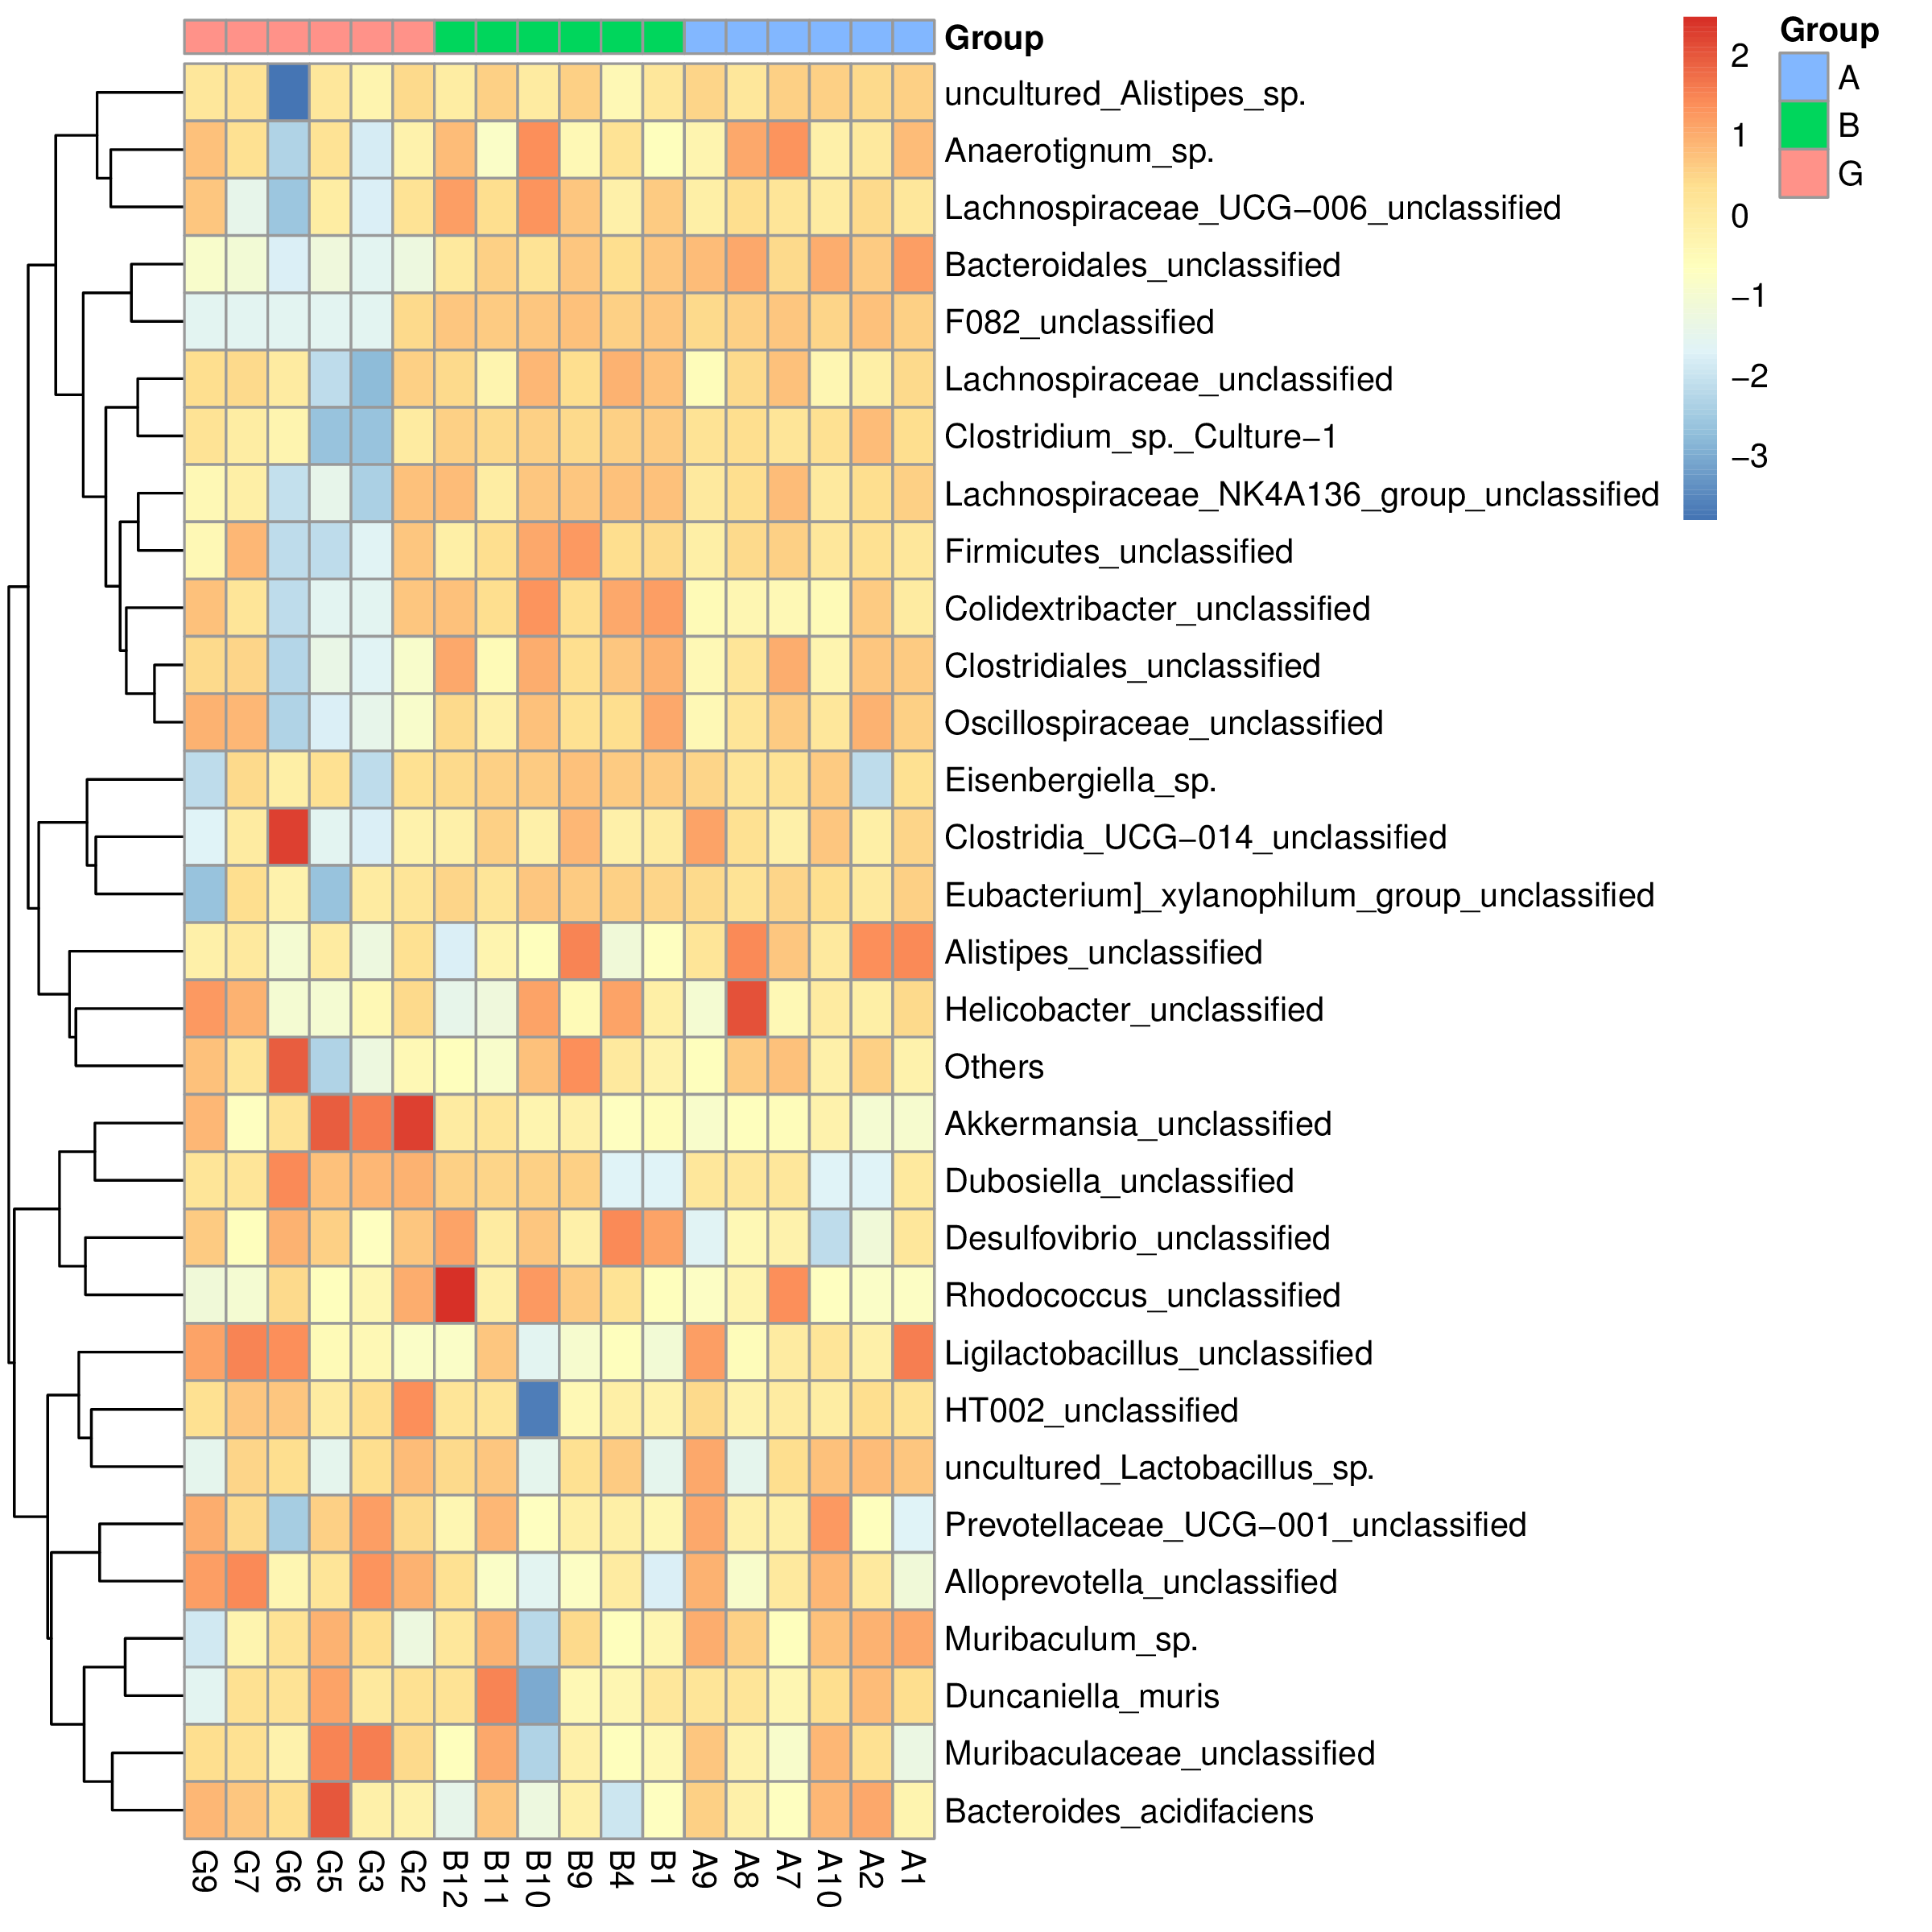 Group
uncultured_Alistipes_sp.
Anaerotignum_sp.
Lachnospiraceae_UCG−006_unclassified
Bacteroidales_unclassified
F082_unclassified
Lachnospiraceae_unclassified
Clostridium_sp._Culture−1
Lachnospiraceae_NK4A136_group_unclassified
Firmicutes_unclassified
Colidextribacter_unclassified
Clostridiales_unclassified
Oscillospiraceae_unclassified
Eisenbergiella_sp.
Clostridia_UCG−014_unclassified
Eubacterium]_xylanophilum_group_unclassified
Alistipes_unclassified
Helicobacter_unclassified
Others
Akkermansia_unclassified
Dubosiella_unclassified
Desulfovibrio_unclassified
Rhodococcus_unclassified
Ligilactobacillus_unclassified
HT002_unclassified
uncultured_Lactobacillus_sp.
Prevotellaceae_UCG−001_unclassified
Alloprevotella_unclassified
Muribaculum_sp.
Duncaniella_muris
Muribaculaceae_unclassified
Bacteroides_acidifaciens
G9
G7
G6
G5
G3
G2
B12
B11
B10
B9
B4
B1
A9
A8
A7
A10
A2
A1
2
1
0
−1
−2
−3
Group
A
B
G